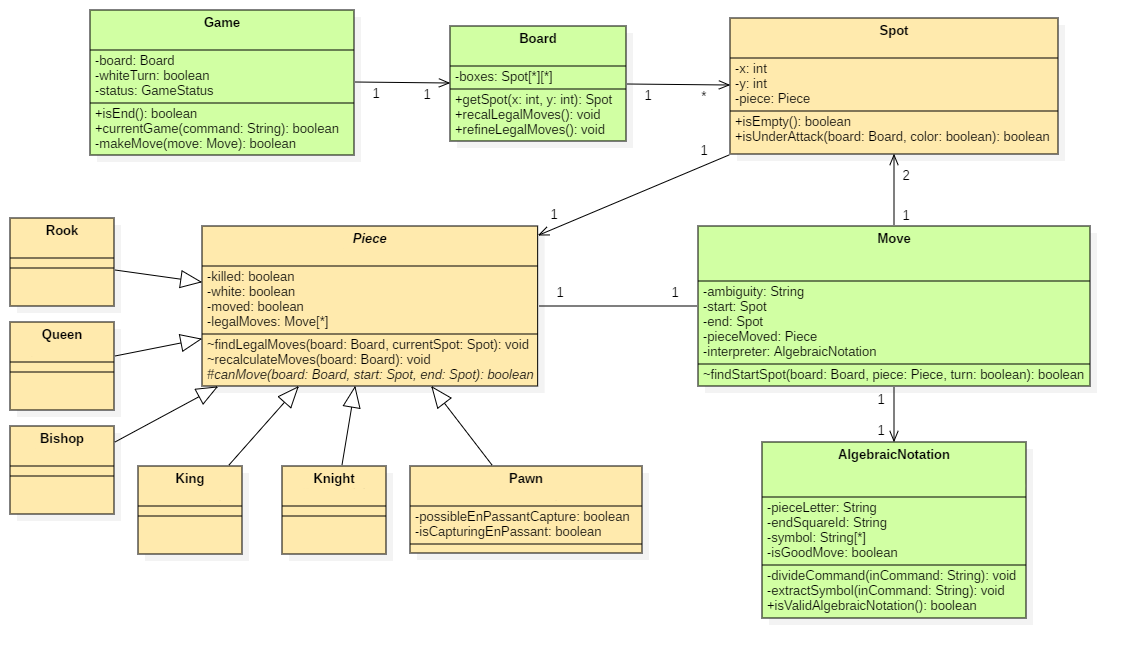 Game
-board: Board
-whiteTurn: boolean
-status: GameStatus
+isEnd(): boolean
+currentGame(command: String): boolean
-makeMove(move: Move): boolean
1
1
Board
-boxes: Spot[*][*]
+getSpot(x: int, y: int): Spot
+recalLegalMoves(): void
+refineLegalMoves(): void
1
*
Spot
-x: int
-y: int
-piece: Piece
+isEmpty(): boolean
+isUnderAttack(board: Board, color: boolean): boolean
1
1
2
1
Rook
Queen
Bishop
Piece
-killed: boolean
-white: boolean
-moved: boolean
-legalMoves: Move[*]
~findLegalMoves(board: Board, currentSpot: Spot): void
~recalculateMoves(board: Board): void
#canMove(board: Board, start: Spot, end: Spot): boolean
1
1
Move
-ambiguity: String
-start: Spot
-end: Spot
-pieceMoved: Piece
-interpreter: AlgebraicNotation
~findStartSpot(board: Board, piece: Piece, turn: boolean): boolean
1
1
King
Knight
Pawn
-possibleEnPassantCapture: boolean
-isCapturingEnPassant: boolean
AlgebraicNotation
-pieceLetter: String
-endSquareId: String
-symbol: String[*]
-isGoodMove: boolean
-divideCommand(inCommand: String): void
-extractSymbol(inCommand: String): void
+isValidAlgebraicNotation(): boolean